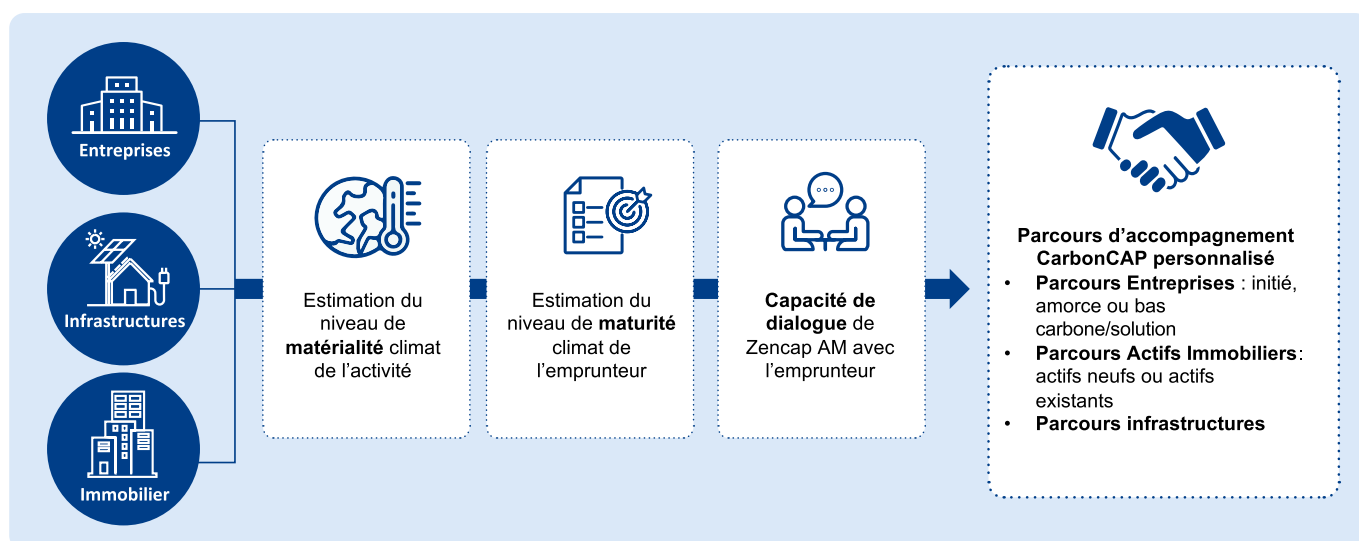 Entreprises
Infrastructures
Immobilier
Estimation du
niveau de
matérialité climat
de l’activité
Estimation du
niveau de maturité
climat de
l’emprunteur
Capacité de
dialogue de
Zencap AM avec
l’emprunteur
Parcours d’accompagnement
CarbonCAP personnalisé
• Parcours Entreprises : initié,
amorce ou bas
carbone/solution
• Parcours Actifs Immobiliers:
actifs neufs ou actifs
existants
• Parcours infrastructures